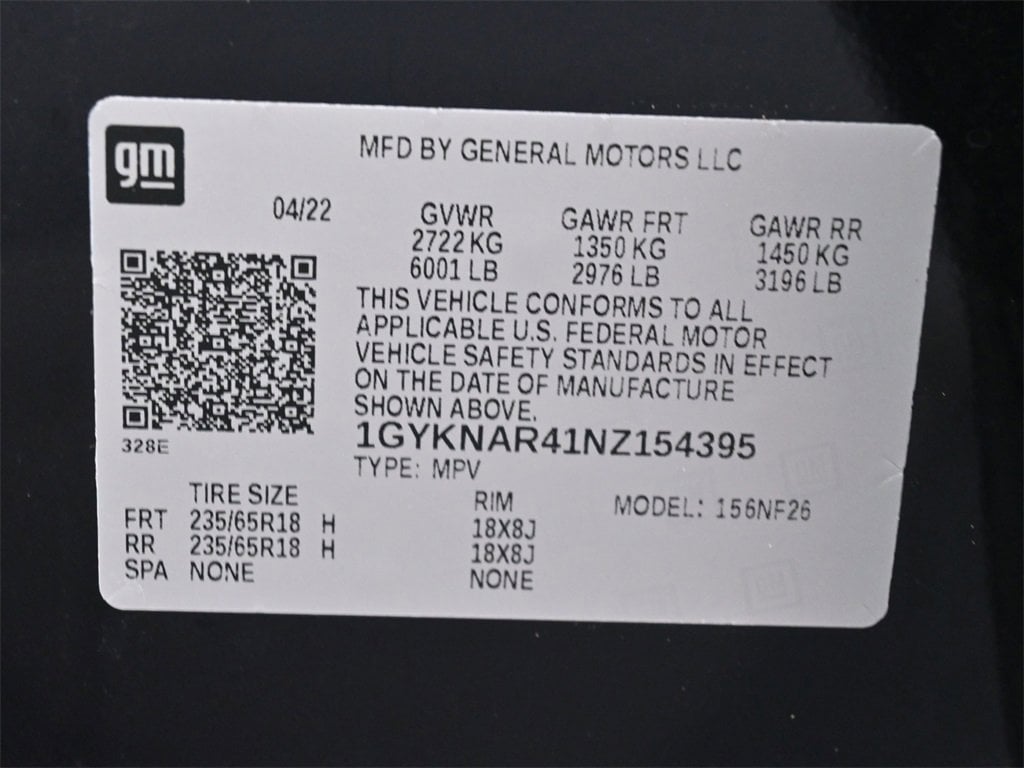 gm
MFD BY GENERAL MOTORS LLC
04/22
GVWR GAWR FRT GAWR RR
2722 KG 1350 KG 1450 KG
6001 LB 2976 LB 3196 LB
THIS VEHICLE CONFORMS TO ALL
APPLICABLE U.S. FEDERAL MOTOR
VEHICLE SAFETY STANDARDS IN EFFECT
ON THE DATE OF MANUFACTURE
SHOWN ABOVE.
328E
1GYKNAR41NZ154395
TYPE: MPV
TIRE SIZE RIM MODEL: 156NF26
FRT 235/65R18 H 18X8J
RR 235/65R18 H 18X8J
SPA NONE NONE